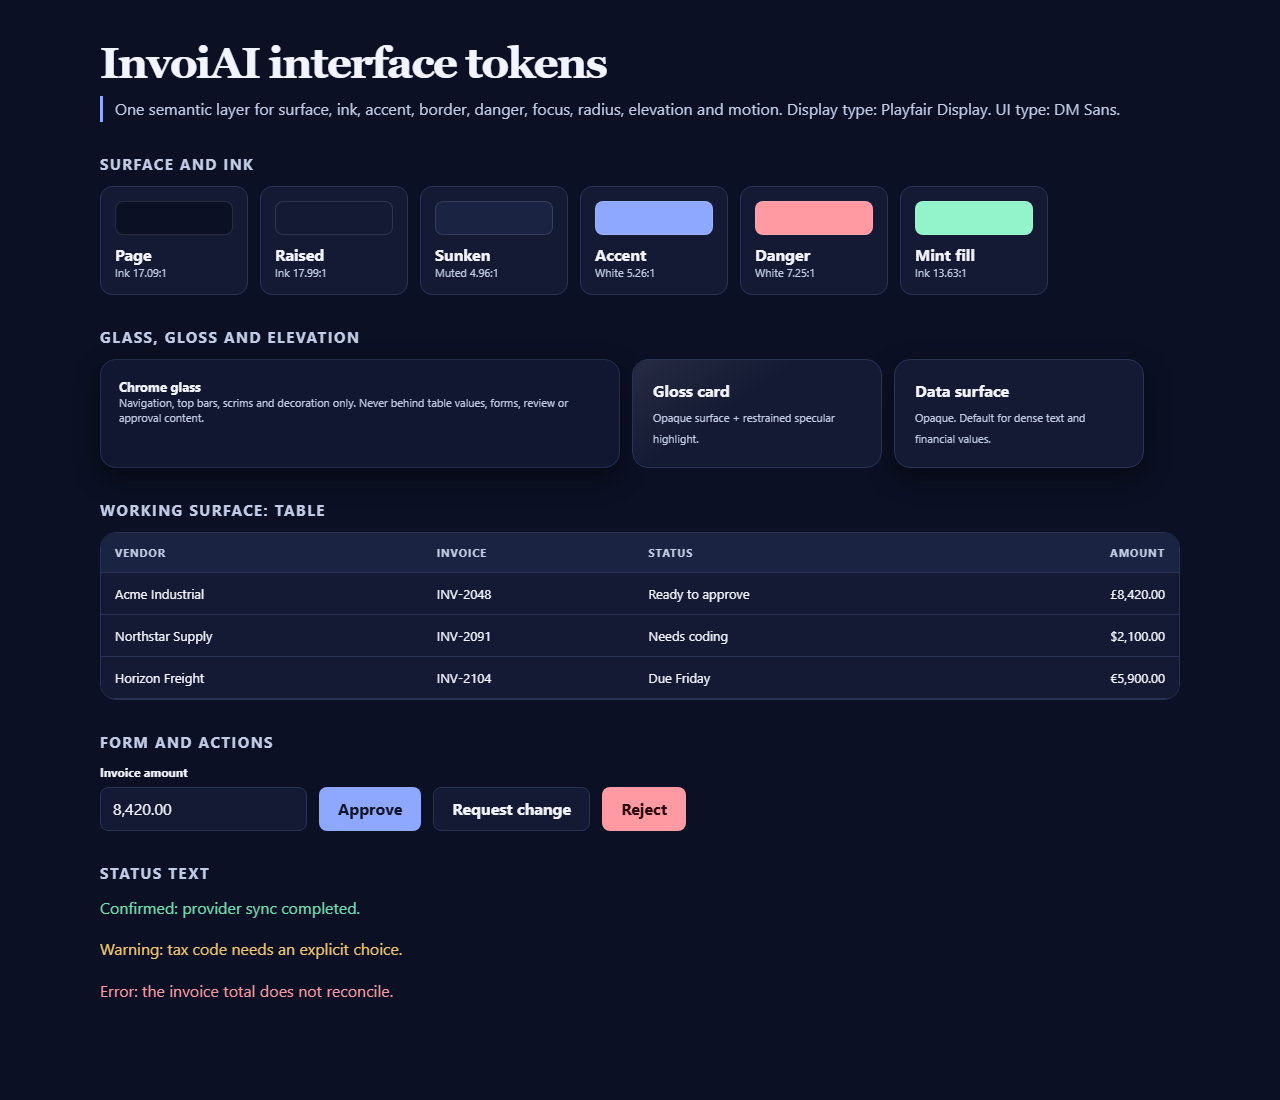 InvoiAI interface tokens
One semantic layer for surface, ink, accent, border, danger, focus, radius, elevation and motion. Display type: Playfair Display. UI type: DM Sans.
SURFACE AND INK
Page
Ink 17.09:1
Raised
Ink 17.99:1
Sunken
Muted 4.96:1
Accent
White 5.26:1
Danger
White 7.25:1
Mint fill
Ink 13.63:1
GLASS, GLOSS AND ELEVATION
Chrome glass
Navigation, top bars, scrims and decoration only. Never behind table values, forms, review or
approval content.
Gloss card
Opaque surface + restrained specular
highlight.
Data surface
Opaque. Default for dense text and
financial values.
WORKING SURFACE: TABLE
VENDOR INVOICE STATUS AMOUNT
Acme Industrial INV-2048 Ready to approve £8,420.00
Northstar Supply INV-2091 Needs coding $2,100.00
Horizon Freight INV-2104 Due Friday €5,900.00
FORM AND ACTIONS
Invoice amount
8,420.00 Approve Request change Reject
STATUS TEXT
Confirmed: provider sync completed.
Warning: tax code needs an explicit choice.
Error: the invoice total does not reconcile.